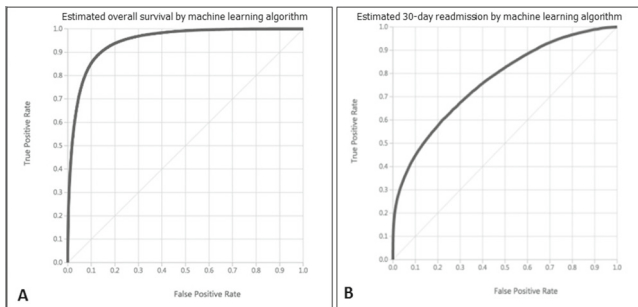 Estimated overall survival by machine learning algorithm
1.0
0.9
0.8
0.7
0.6
0.5
0.4
0.3
0.2
0.1
0.0
True Positive Rate
0.0 0.1 0.2 0.3 0.4 0.5 0.6 0.7 0.8 0.9 1.0
False Positive Rate
A
Estimated 30-day readmission by machine learning algorithm
1.0
0.9
0.8
0.7
0.6
0.5
0.4
0.3
0.2
0.1
0.0
True Positive Rate
0.0 0.1 0.2 0.3 0.4 0.5 0.6 0.7 0.8 0.9 1.0
False Positive Rate
B